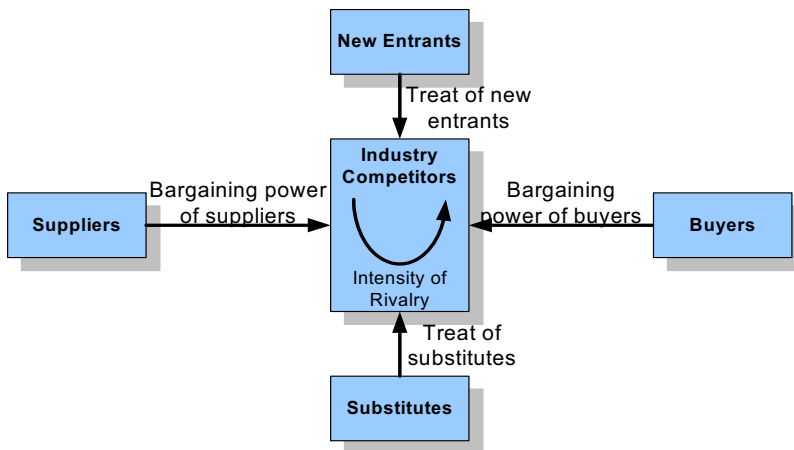 New Entrants
Treat of new
entrants
Industry
Competitors
Bargaining power
of suppliers
Bargaining
power of buyers
Suppliers
Buyers
Intensity of
Rivalry
Treat of
substitutes
Substitutes